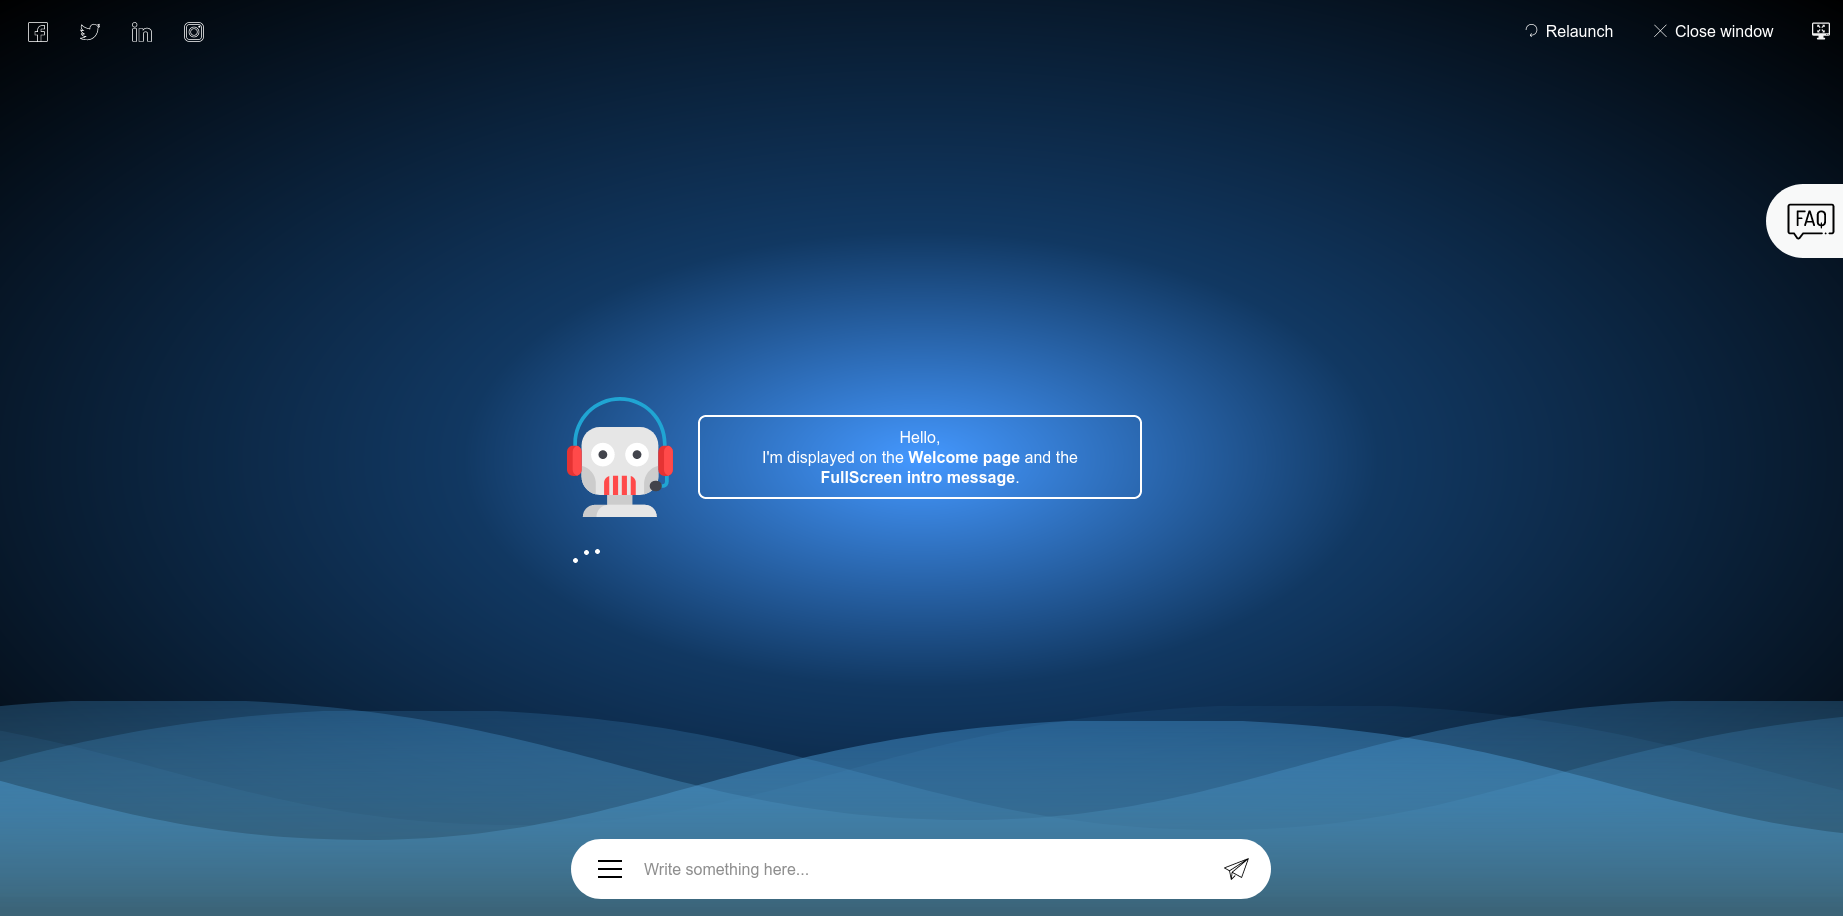 Relaunch
Close window
FAQ
Hello,
I'm displayed on the Welcome page and the
FullScreen intro message.
Write something here...